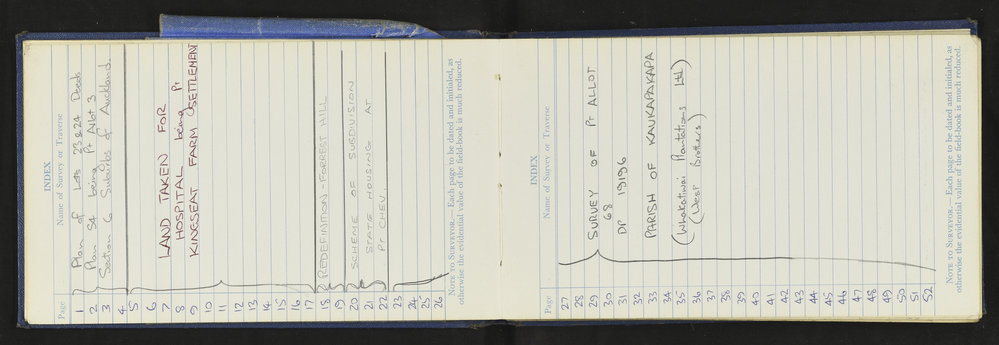 INDEX
Page Name of Survey or Traverse
1 Plan of Lots 23 & 24 Deeds
2 Plan S4 being Pt Allot 3
3 Section 6 Suburbs of Auckland.
4
5
6
7 LAND TAKEN FOR
8 HOSPITAL being Pt
9 KINGSEAT FARM SETTLEMENT
10
11
12
13
14
15
16
17
18 REDEFINITION - FORREST HILL
19
20 SCHEME OF SUBDIVISION
21 STATE HOUSING AT
22 PT CHEV.
23
24
25
26
NOTE TO SURVEYOR.—Each page to be dated and initialed, as
otherwise the evidential value of the field-book is much reduced.
INDEX
Page Name of Survey or Traverse
27
28
29 SURVEY OF PT ALLOT
30 68
31 DP 19196
32
33 PARISH OF KAUKAPAKAPA
34
35 (Whakatiwai Plantations Ltd)
36 (Wesp Brothers)
37
38
39
40
41
42
43
44
45
46
47
48
49
50
51
52
NOTE TO SURVEYOR.—Each page to be dated and initialed, as
otherwise the evidential value of the field-book is much reduced.